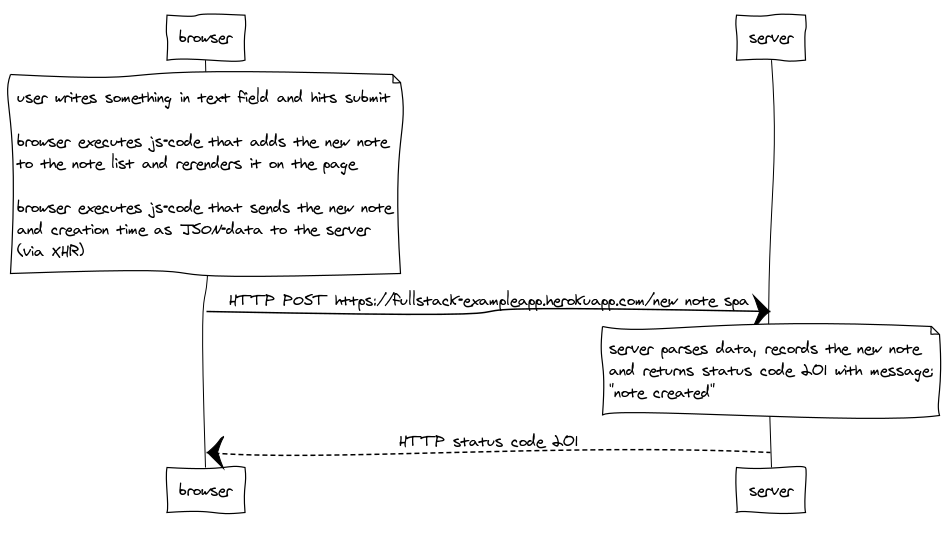 browser
server
user writes something in text field and hits submit
browser executes js-code that adds the new note
to the note list and rerenders it on the page
browser executes js-code that sends the new note
and creation time as JSON-data to the server
(via XHR)
HTTP POST https://fullstack-exampleapp.herokuapp.com/new_note_spa
server parses data, records the new note
and returns status code 201 with message:
"note created"
HTTP status code 201
browser
server